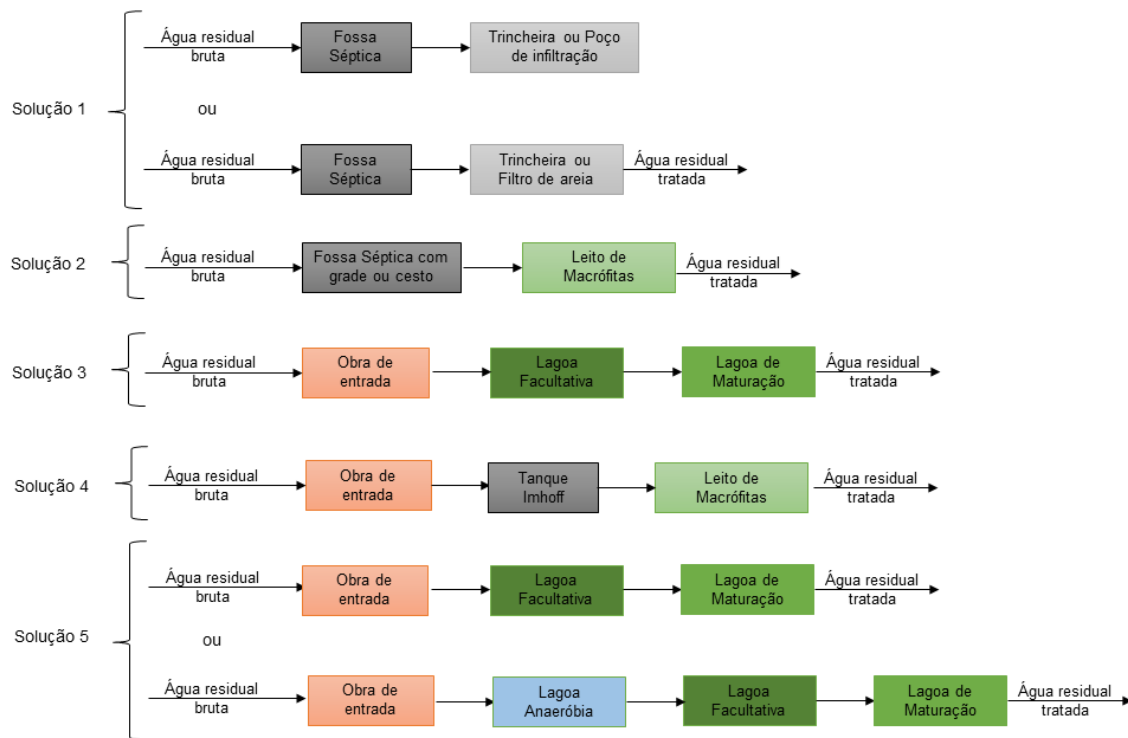 Água residual
bruta
Fossa
Séptica
Trincheira ou Poço
de infiltração
Solução 1
ou
Água residual
bruta
Fossa
Séptica
Trincheira ou
Filtro de areia
Água residual
tratada
Solução 2
Água residual
bruta
Fossa Séptica com
grade ou cesto
Leito de
Macrófitas
Água residual
tratada
Solução 3
Água residual
bruta
Obra de
entrada
Lagoa
Facultativa
Lagoa de
Maturação
Água residual
tratada
Solução 4
Água residual
bruta
Obra de
entrada
Tanque
Imhoff
Leito de
Macrófitas
Água residual
tratada
Água residual
bruta
Obra de
entrada
Lagoa
Facultativa
Lagoa de
Maturação
Água residual
tratada
Solução 5
ou
Água residual
bruta
Obra de
entrada
Lagoa
Anaeróbia
Lagoa
Facultativa
Lagoa de
Maturação
Água residual
tratada